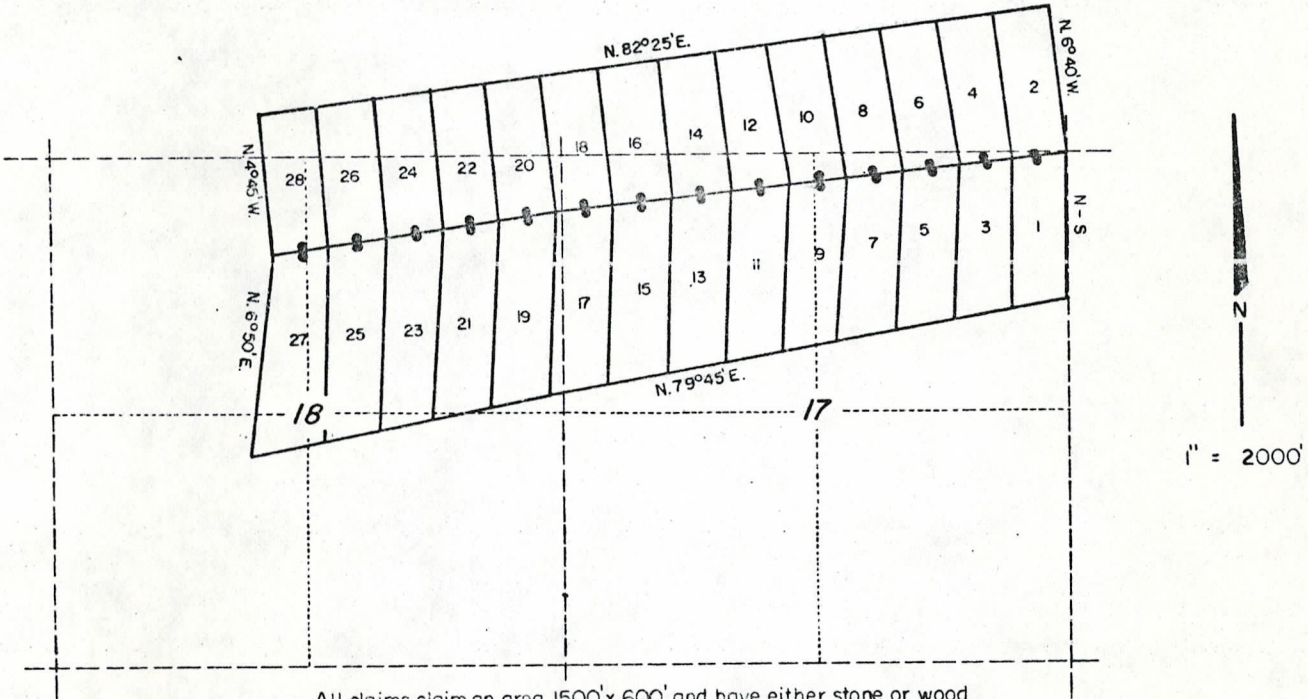 N. 82°25'E.
N. 6°40' W.
28 26 24 22 20 18 16 14 12 10 8 6 4 2
N. 4°45' W.
N - S
27 25 23 21 19 17 15 13 11 9 7 5 3 1
N. 6°50' E.
N. 79°45' E.
18 17
N
1" = 2000'
All claims claim an area 1500' x 600' and have either stone or wood